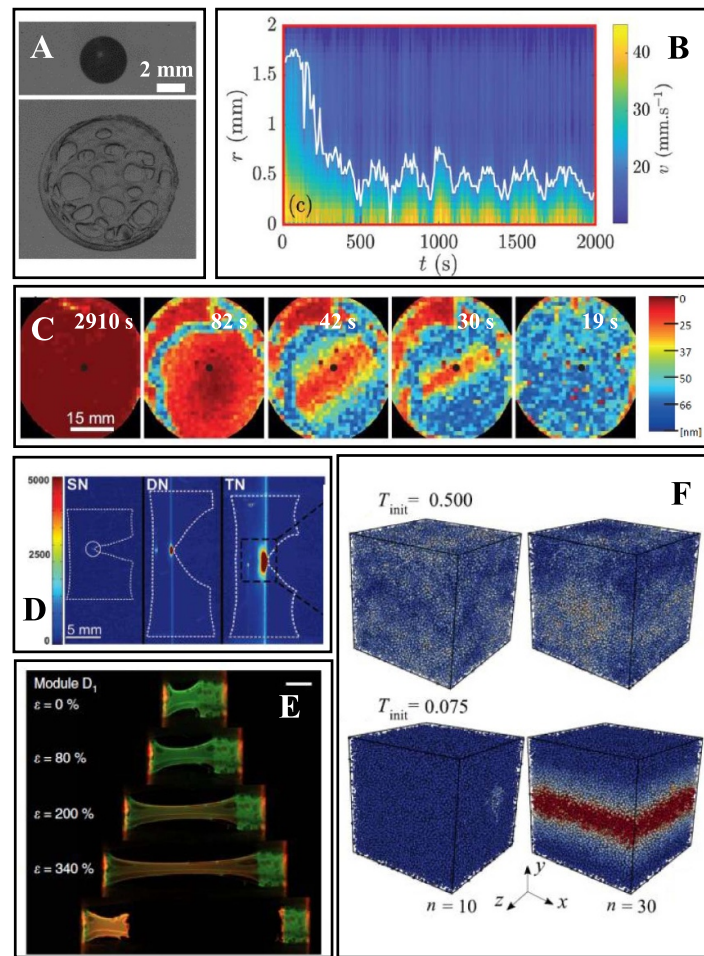 A
2 mm
B
2
1.5
1
0.5
0
r (mm)
(c)
0 500 1000 1500 2000
t (s)
40
30
20
v (mm.s⁻¹)
C
2910 s 82 s 42 s 30 s 19 s
15 mm
0
25
37
50
66
[nm]
D
5000
2500
0
SN DN TN
5 mm
E
Module D₁
ε = 0 %
ε = 80 %
ε = 200 %
ε = 340 %
F
T_init = 0.500
T_init = 0.075
y
z x
n = 10 n = 30